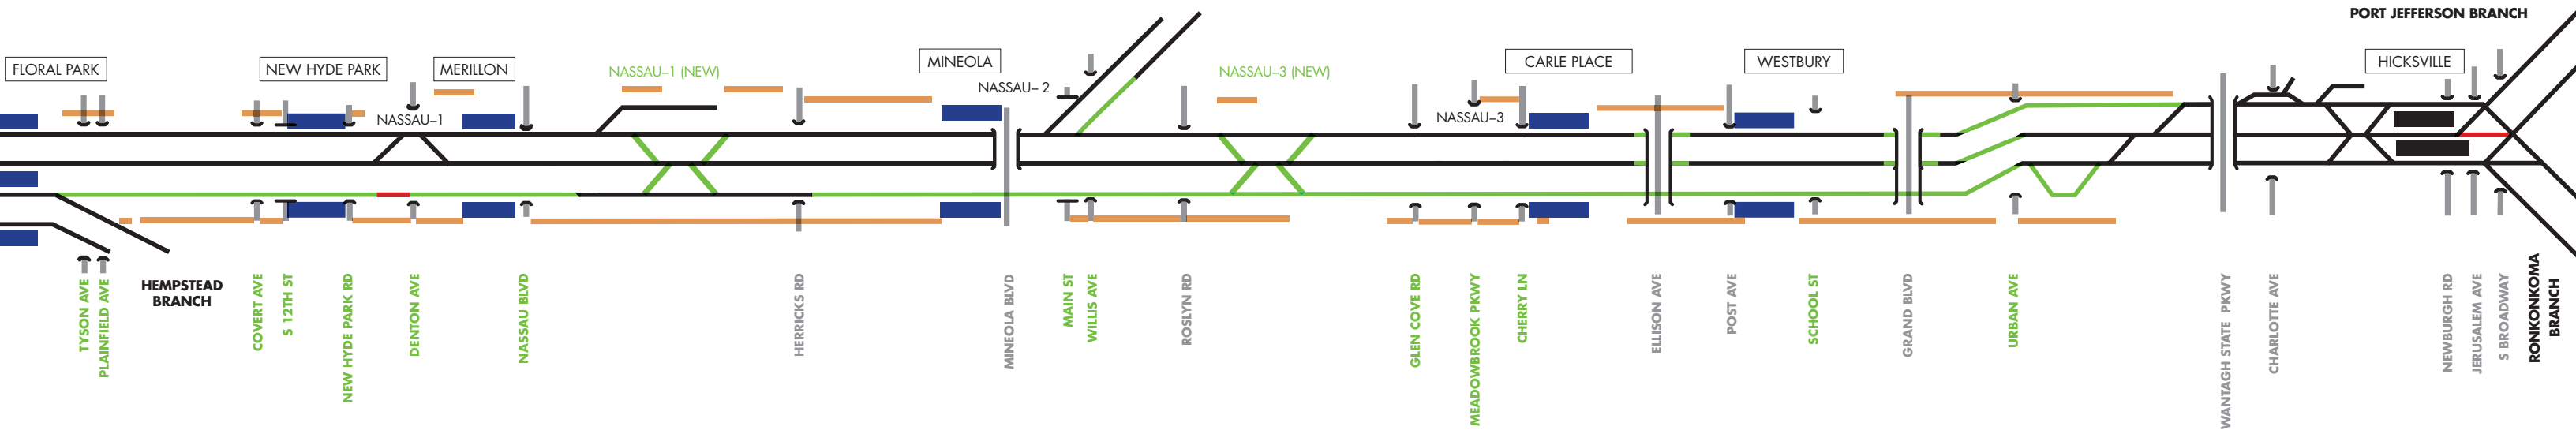 PORT JEFFERSON BRANCH
FLORAL PARK
NEW HYDE PARK
MERILLON
NASSAU–1 (NEW)
MINEOLA
NASSAU–3 (NEW)
CARLE PLACE
WESTBURY
HICKSVILLE
NASSAU–1
NASSAU– 2
NASSAU–3
TYSON AVE
PLAINFIELD AVE
HEMPSTEAD
BRANCH
COVERT AVE
S 12TH ST
NEW HYDE PARK RD
DENTON AVE
NASSAU BLVD
HERRICKS RD
MINEOLA BLVD
MAIN ST
WILLIS AVE
ROSLYN RD
GLEN COVE RD
MEADOWBROOK PKWY
CHERRY LN
ELLISON AVE
POST AVE
SCHOOL ST
GRAND BLVD
URBAN AVE
WANTAGH STATE PKWY
CHARLOTTE AVE
NEWBURGH RD
JERUSALEM AVE
S BROADWAY
RONKONKOMA
BRANCH